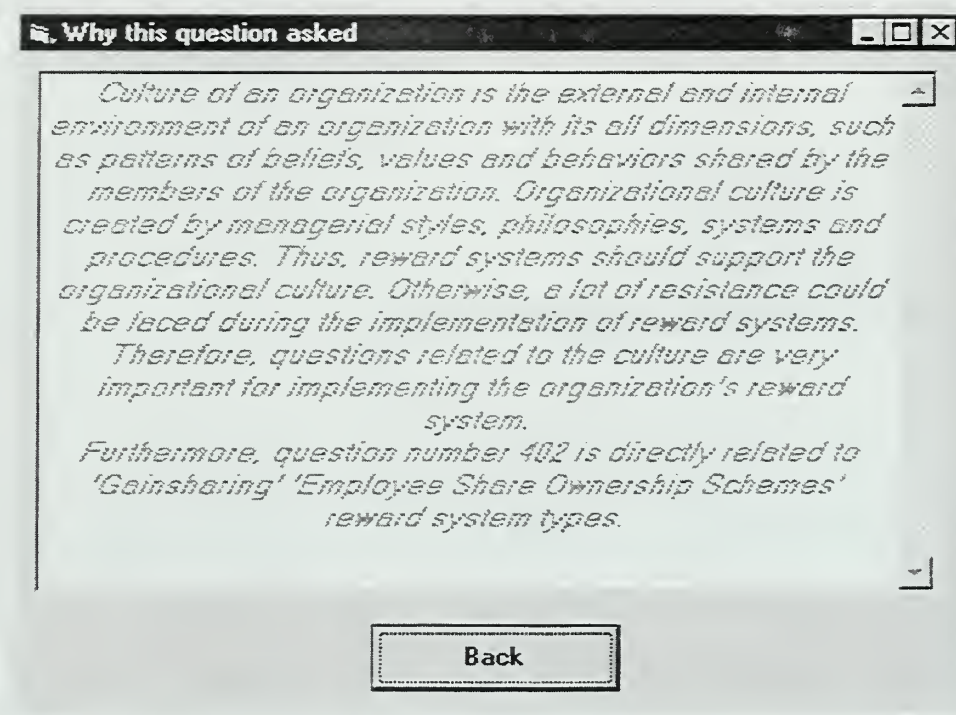 Why this question asked
Culture of an organization is the external and internal
environment of an organization with its all dimensions, such
as patterns of beliefs, values and behaviors shared by the
members of the organization. Organizational culture is
created by managerial styles, philosophies, systems and
procedures. Thus, reward systems should support the
organizational culture. Otherwise, a lot of resistance could
be faced during the implementation of reward systems.
Therefore, questions related to the culture are very
important for implementing the organization's reward
system.
Furthermore, question number 402 is directly related to
'Gainsharing' 'Employee Share Ownership Schemes'
reward system types.
Back